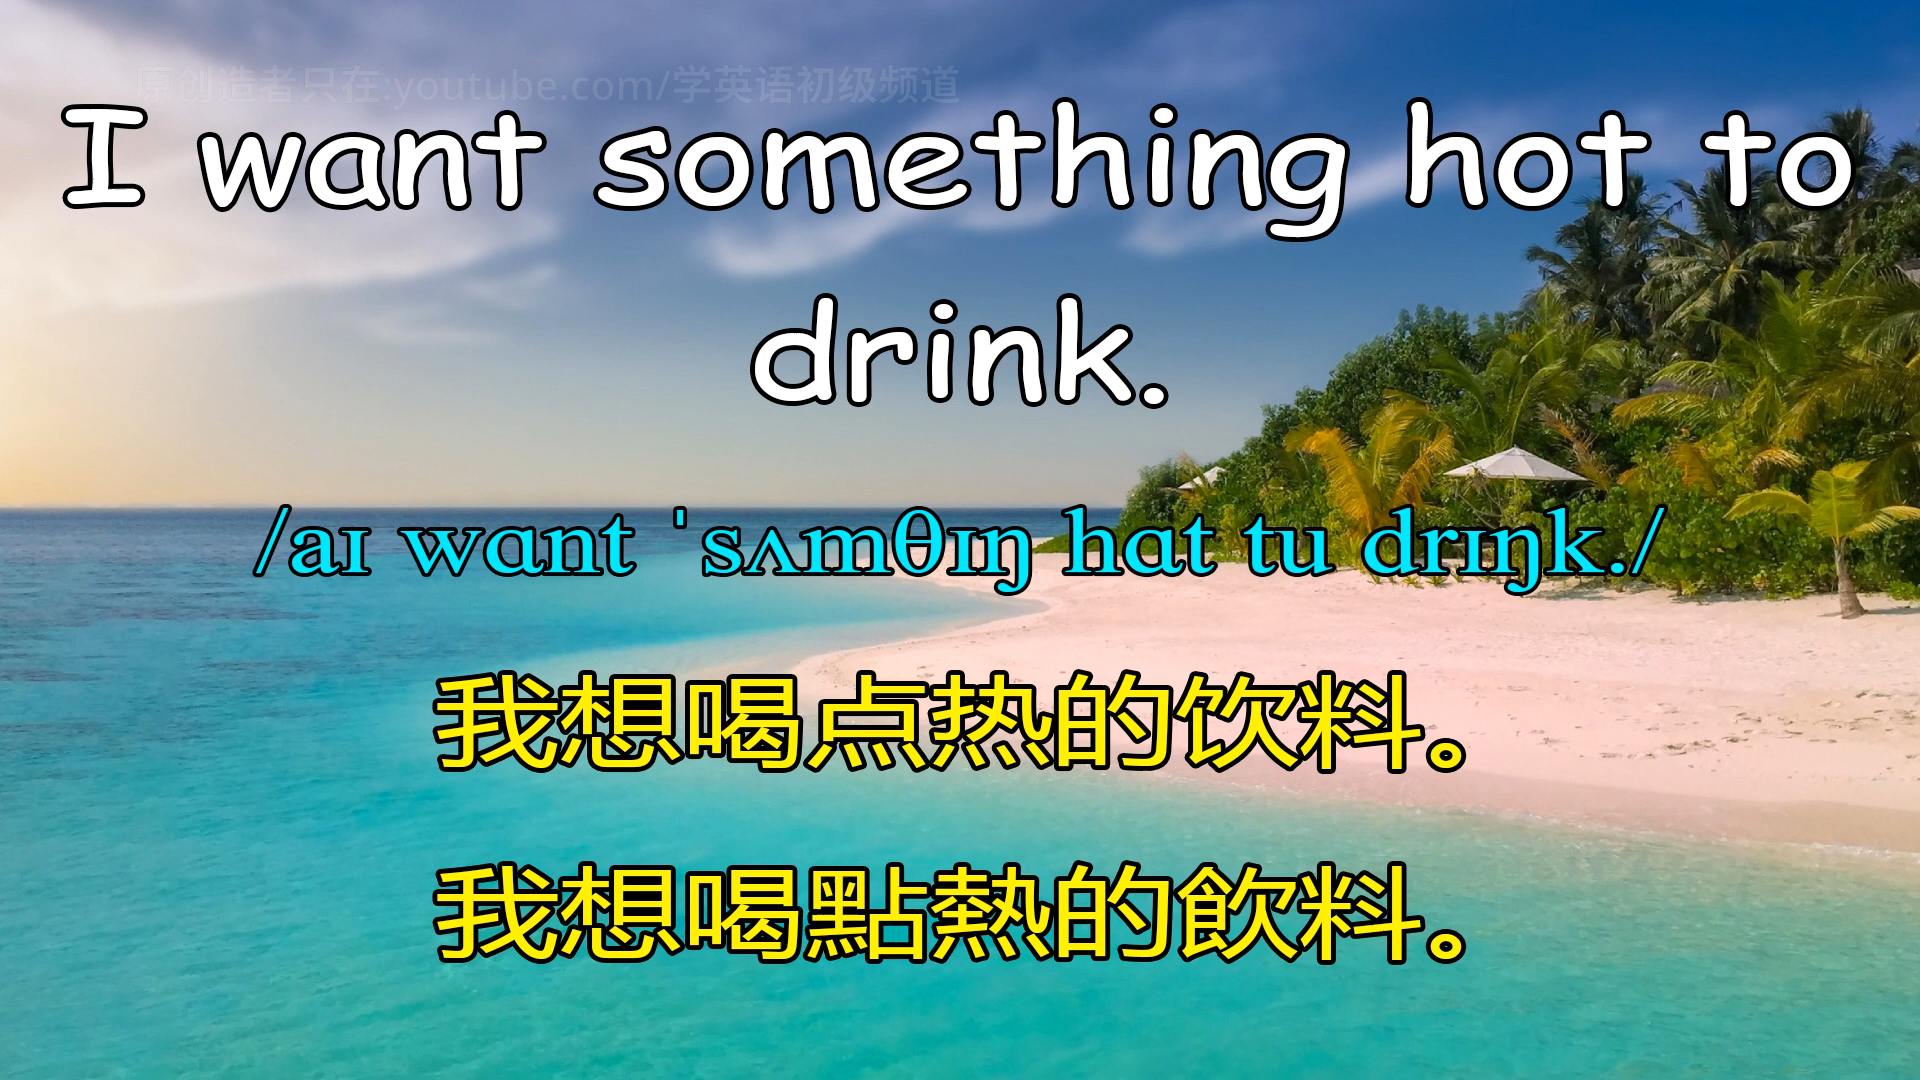 原创造者只在:youtube.com/学英语初级频道
I want something hot to
drink.
/aɪ wɑnt ˈsʌmθɪŋ hɑt tu drɪŋk./
我想喝点热的饮料。
我想喝點熱的飲料。